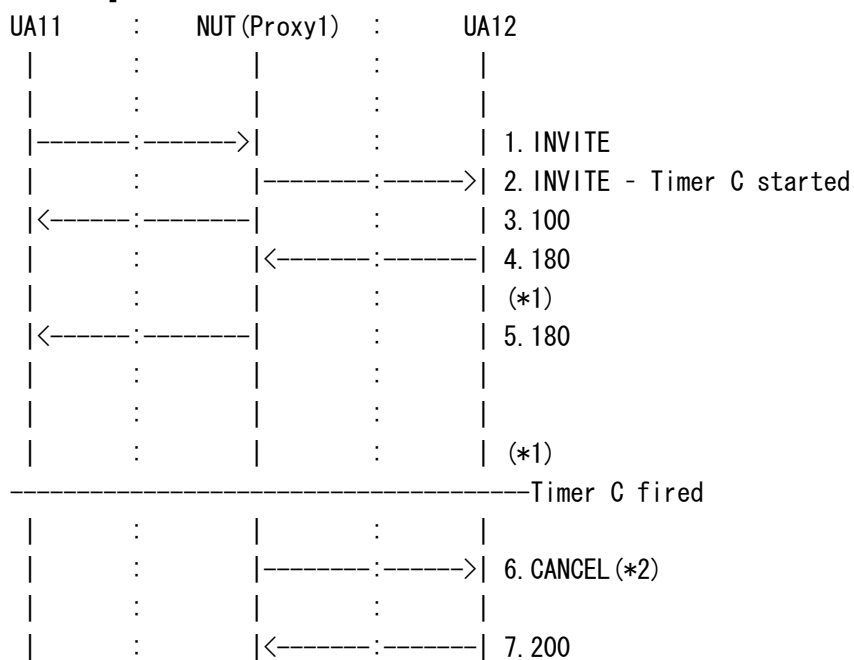 UA11 : NUT(Proxy1) : UA12
| : | : |
| : | : |
|-------:------->| : | 1.INVITE
| : |--------:------>| 2.INVITE - Timer C started
|<------:--------| : | 3.100
| : |<-------:-------| 4.180
| : | : | (*1)
|<------:--------| : | 5.180
| : | : |
| : | : |
| : | : | (*1)
---------------------------------------Timer C fired
| : | : |
| : |--------:------>| 6.CANCEL(*2)
| : | : |
| : |<-------:-------| 7.200